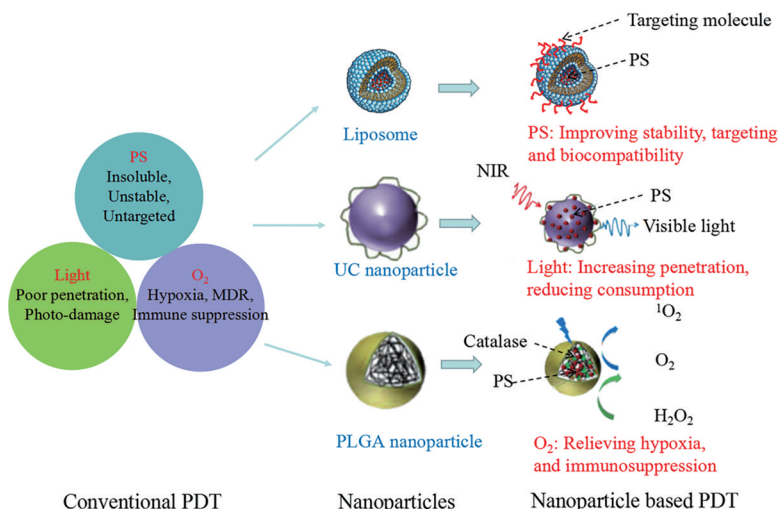 PS
Insoluble,
Unstable,
Untargeted
Light
Poor penetration,
Photo-damage
O₂
Hypoxia, MDR,
Immune suppression
Conventional PDT
Liposome
UC nanoparticle
PLGA nanoparticle
Nanoparticles
Targeting molecule
PS
PS: Improving stability, targeting
and biocompatibility
NIR
PS
Visible light
Light: Increasing penetration,
reducing consumption
¹O₂
Catalase
O₂
PS
H₂O₂
O₂: Relieving hypoxia,
and immunosuppression
Nanoparticle based PDT